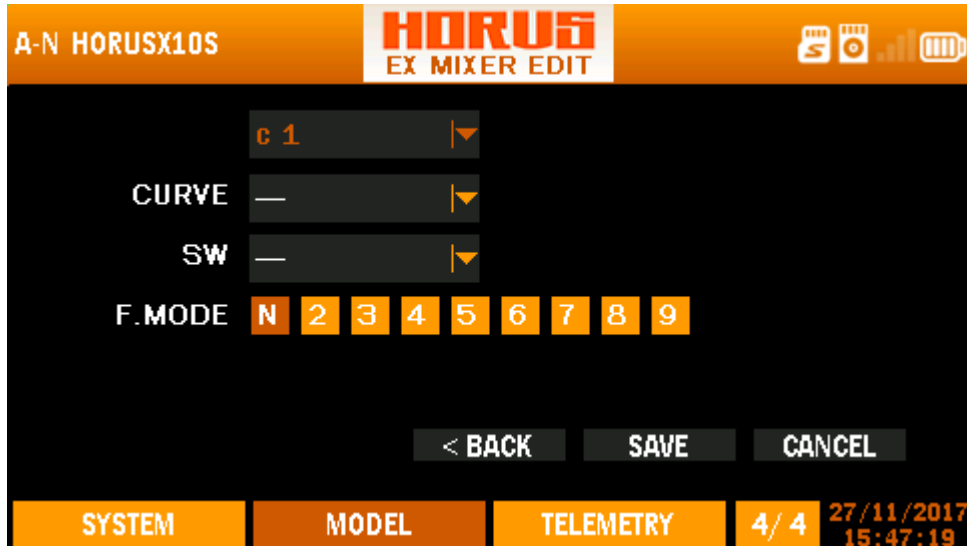 A-N HORUSX10S
HORUS
EX MIXER EDIT
c 1
CURVE —
SW —
F.MODE N 2 3 4 5 6 7 8 9
< BACK SAVE CANCEL
SYSTEM MODEL TELEMETRY 4/4 27/11/2017
15:47:19